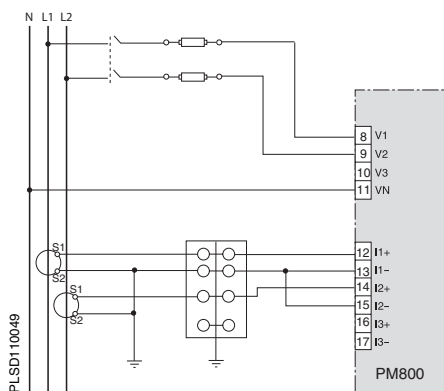 N L1 L2
8 V1
9 V2
10 V3
11 VN
S1
S2
S1
S2
12 I1+
13 I1-
14 I2+
15 I2-
16 I3+
17 I3-
PM800
PLSD110049